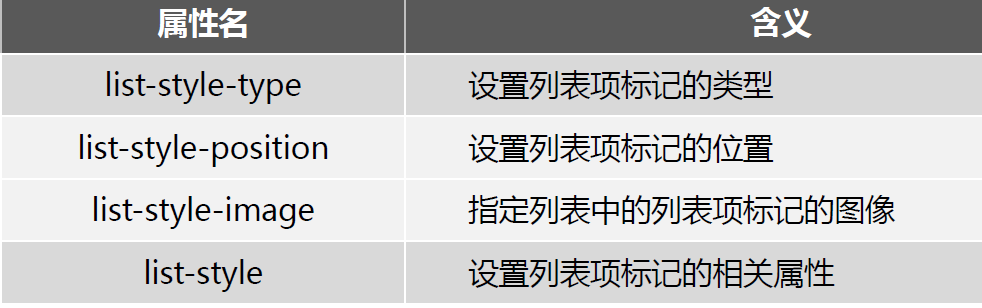 属性名 含义
list-style-type 设置列表项标记的类型
list-style-position 设置列表项标记的位置
list-style-image 指定列表中的列表项标记的图像
list-style 设置列表项标记的相关属性